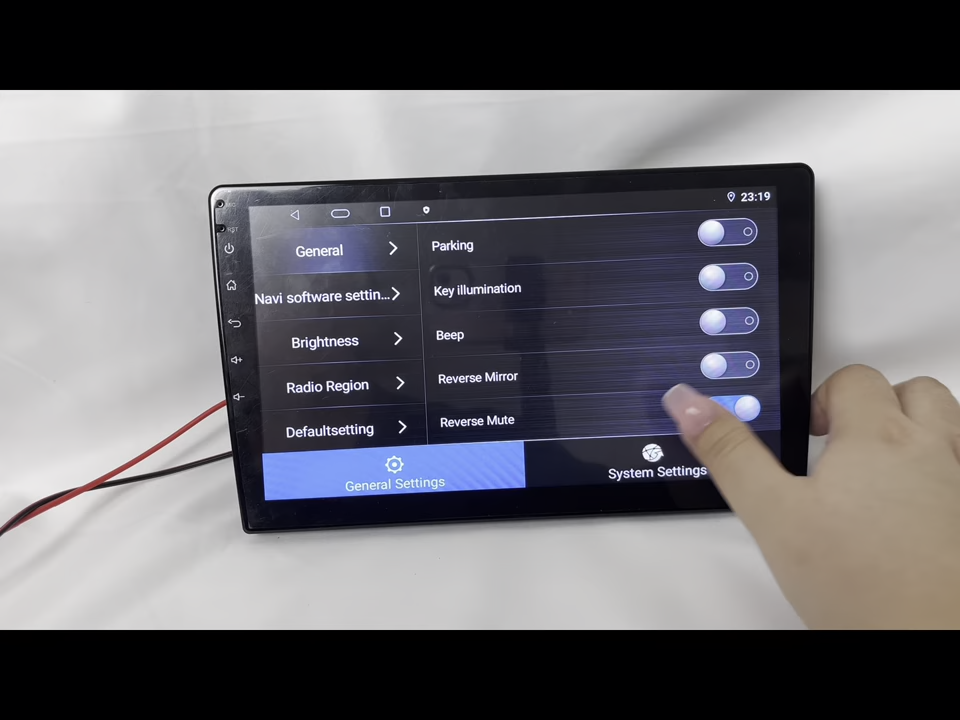 23:19
RST
General
Parking
Navi software settin...
Key illumination
Brightness
Beep
Radio Region
Reverse Mirror
Defaultsetting
Reverse Mute
General Settings
System Settings